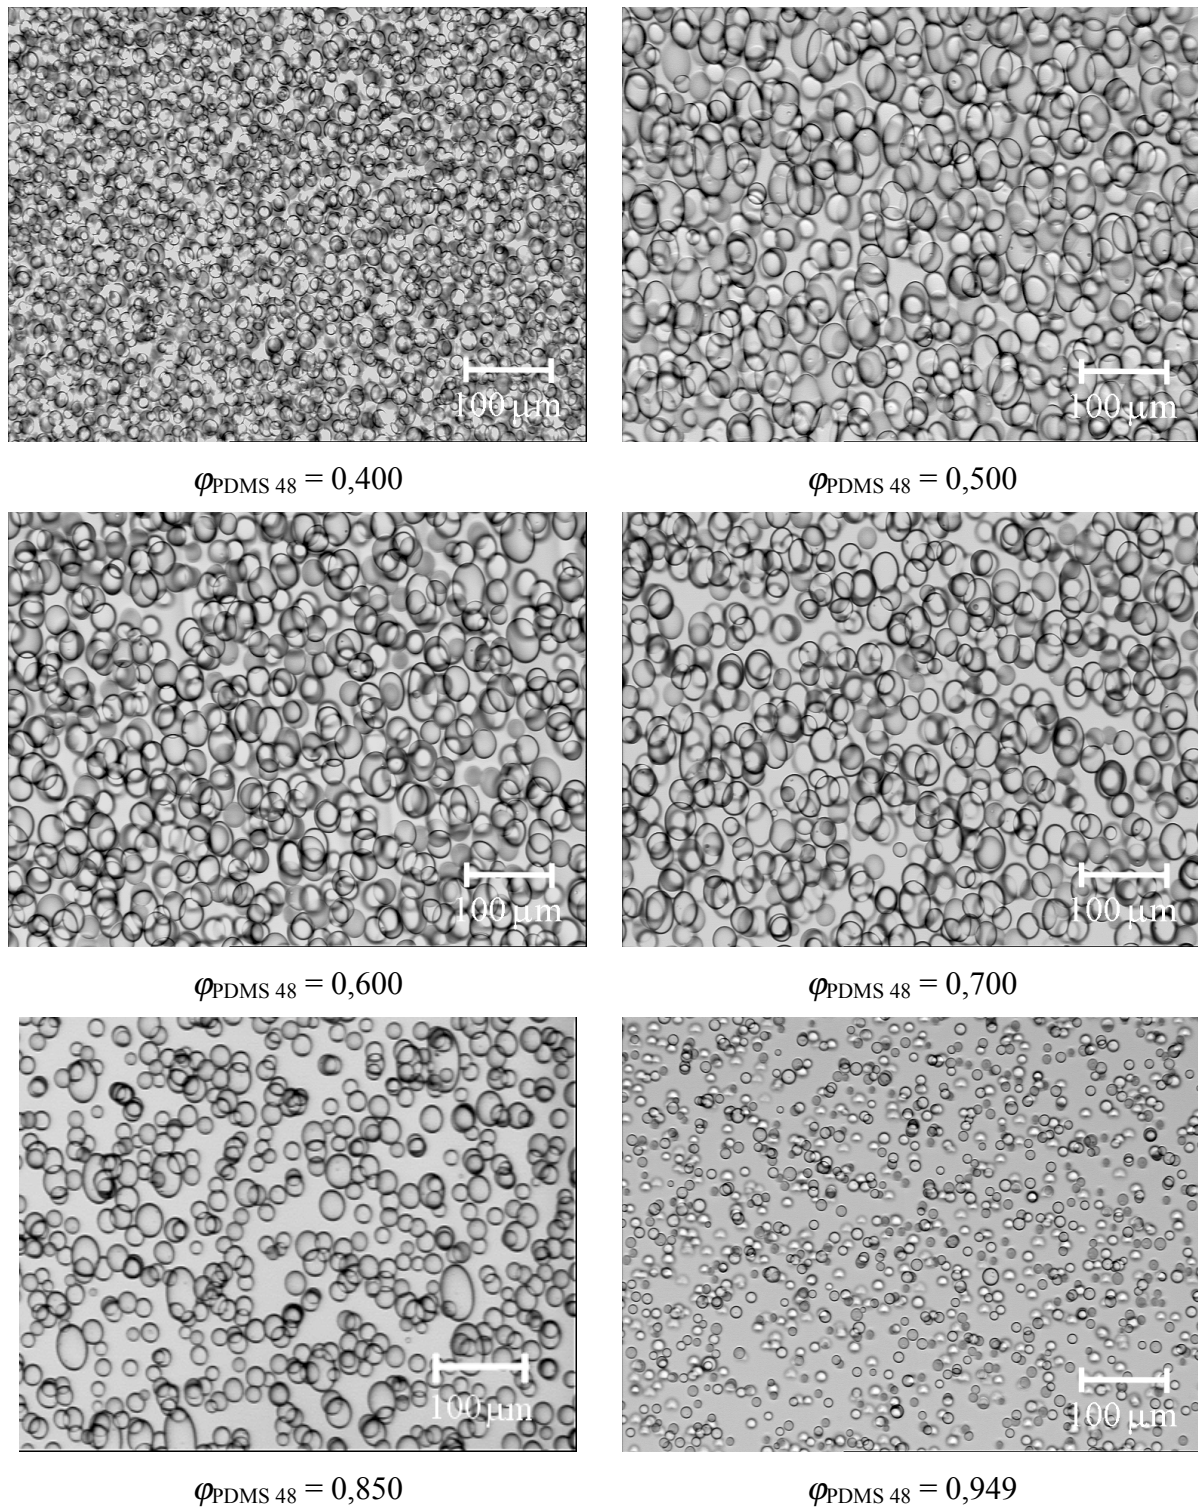 100 µm
100 µm
φPDMS 48 = 0,400
φPDMS 48 = 0,500
100 µm
100 µm
φPDMS 48 = 0,600
φPDMS 48 = 0,700
100 µm
100 µm
φPDMS 48 = 0,850
φPDMS 48 = 0,949